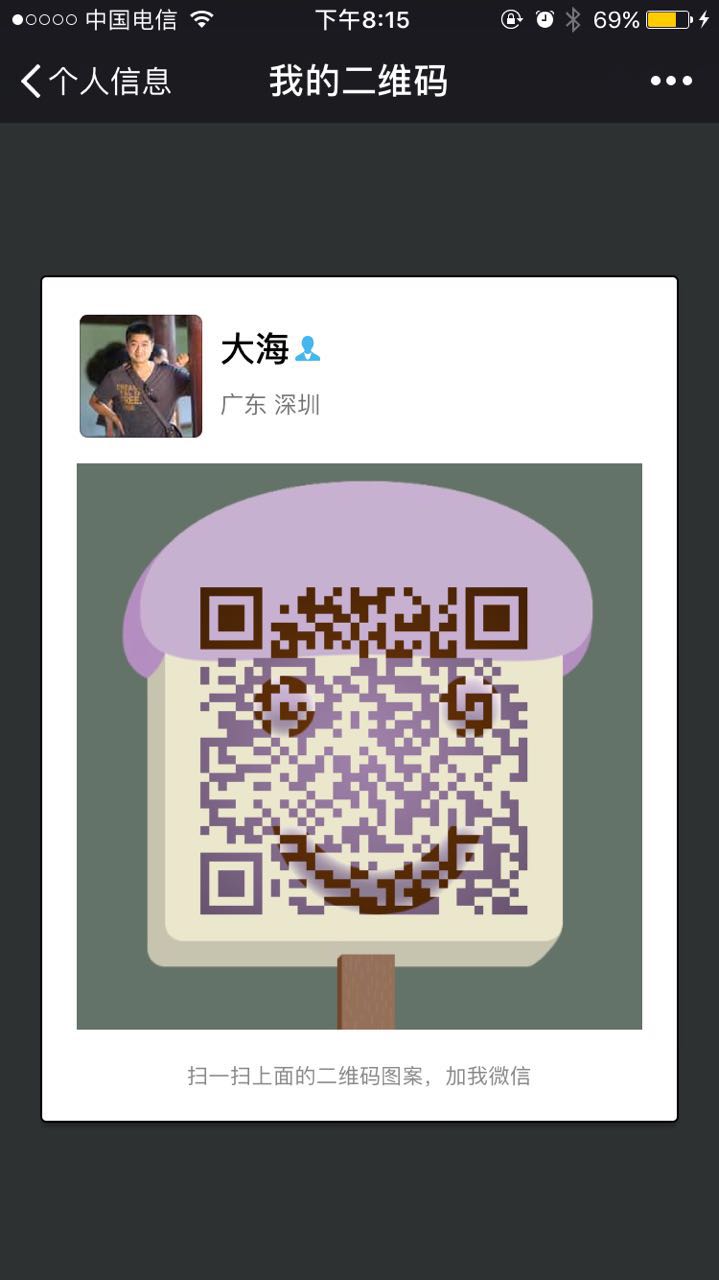 中国电信 下午8:15 69%
个人信息 我的二维码
大海
广东 深圳
扫一扫上面的二维码图案，加我微信